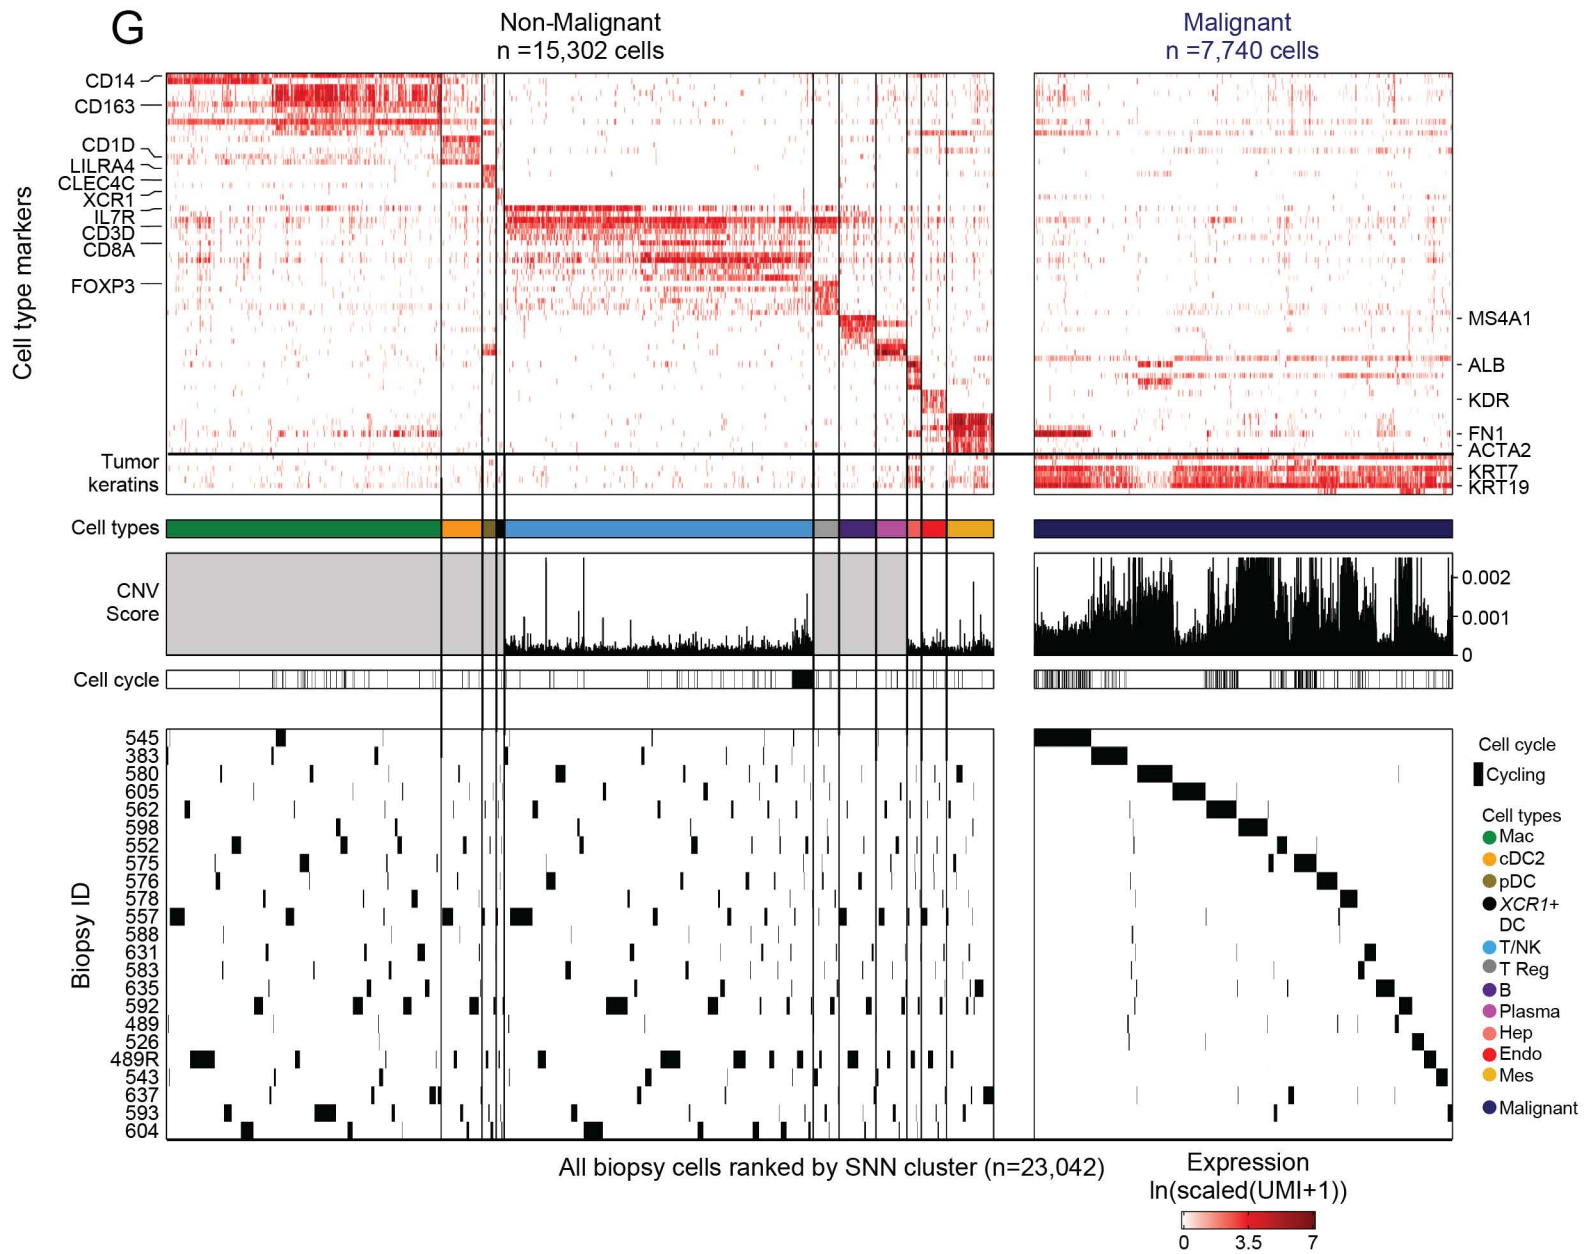 G
Non-Malignant
n =15,302 cells
Malignant
n =7,740 cells
Cell type markers
CD14
CD163
CD1D
LILRA4
CLEC4C
XCR1
IL7R
CD3D
CD8A
FOXP3
MS4A1
ALB
KDR
FN1
ACTA2
KRT7
KRT19
Tumor
keratins
Cell types
CNV
Score
0.002
0.001
0
Cell cycle
Biopsy ID
545
383
580
605
562
598
552
575
576
578
557
588
631
583
635
592
489
526
489R
543
637
593
604
Cell cycle
Cycling
Cell types
Mac
cDC2
pDC
XCR1+
DC
T/NK
T Reg
B
Plasma
Hep
Endo
Mes
Malignant
All biopsy cells ranked by SNN cluster (n=23,042)
Expression
ln(scaled(UMI+1))
0 3.5 7